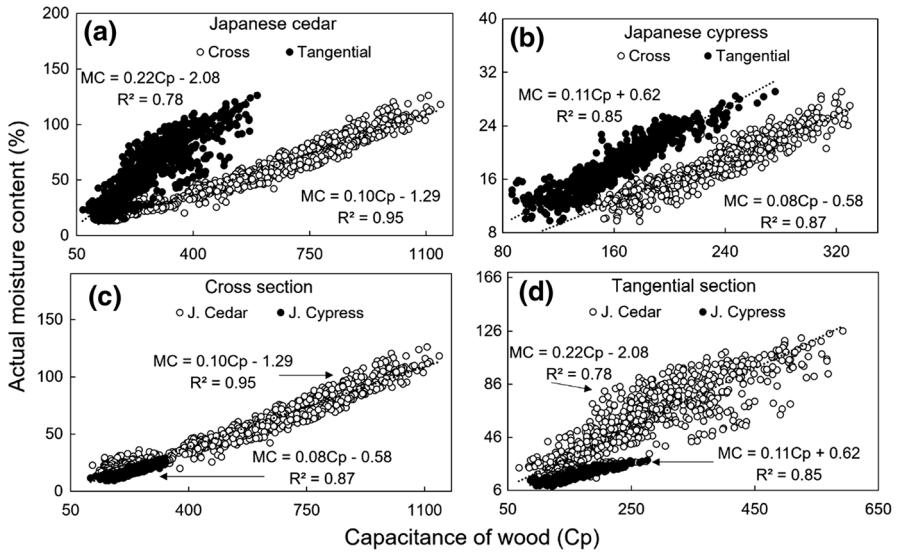 Actual moisture content (%)
(a)
Japanese cedar
Cross
Tangential
MC = 0.22Cp - 2.08
R² = 0.78
MC = 0.10Cp - 1.29
R² = 0.95
200
150
100
50
0
50
400
750
1100
(b)
Japanese cypress
Cross
Tangential
MC = 0.11Cp + 0.62
R² = 0.85
MC = 0.08Cp - 0.58
R² = 0.87
40
32
24
16
8
80
160
240
320
(c)
Cross section
J. Cedar
J. Cypress
MC = 0.10Cp - 1.29
R² = 0.95
MC = 0.08Cp - 0.58
R² = 0.87
150
100
50
0
50
400
750
1100
(d)
Tangential section
J. Cedar
J. Cypress
MC = 0.22Cp - 2.08
R² = 0.78
MC = 0.11Cp + 0.62
R² = 0.85
166
126
86
46
6
50
250
450
650
Capacitance of wood (Cp)